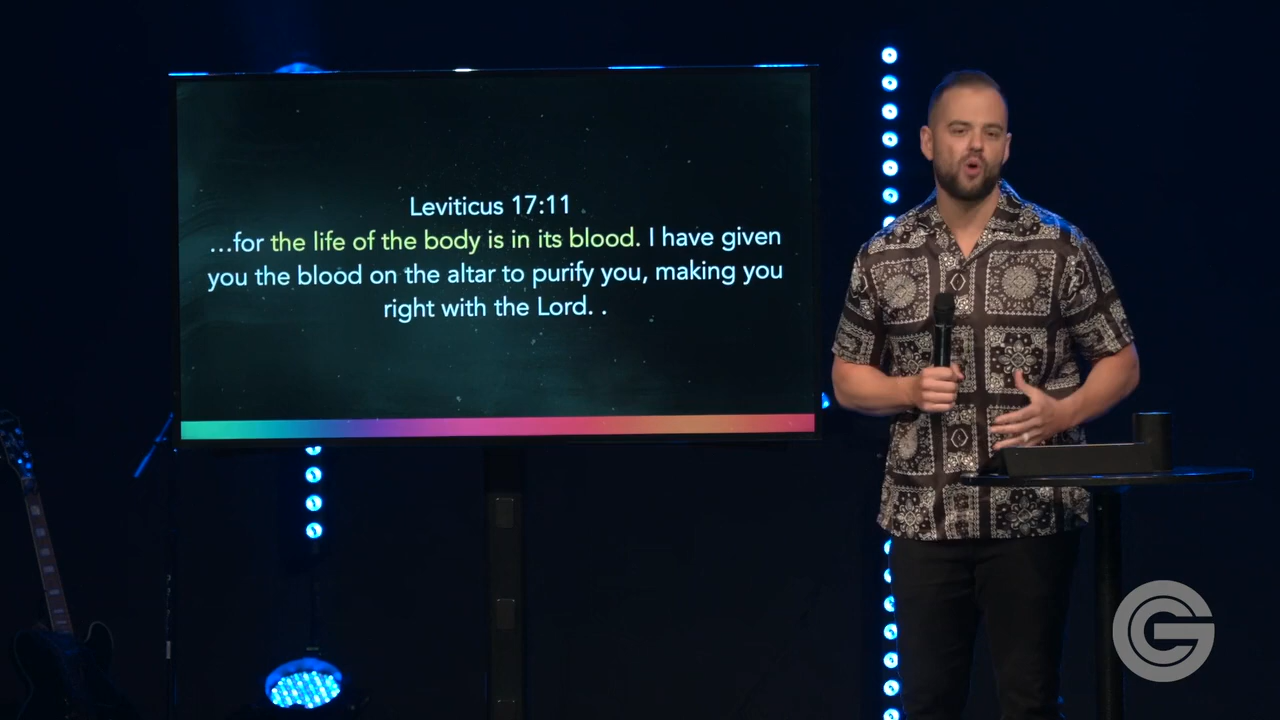 Leviticus 17:11
...for the life of the body is in its blood. I have given
you the blood on the altar to purify you, making you
right with the Lord. .